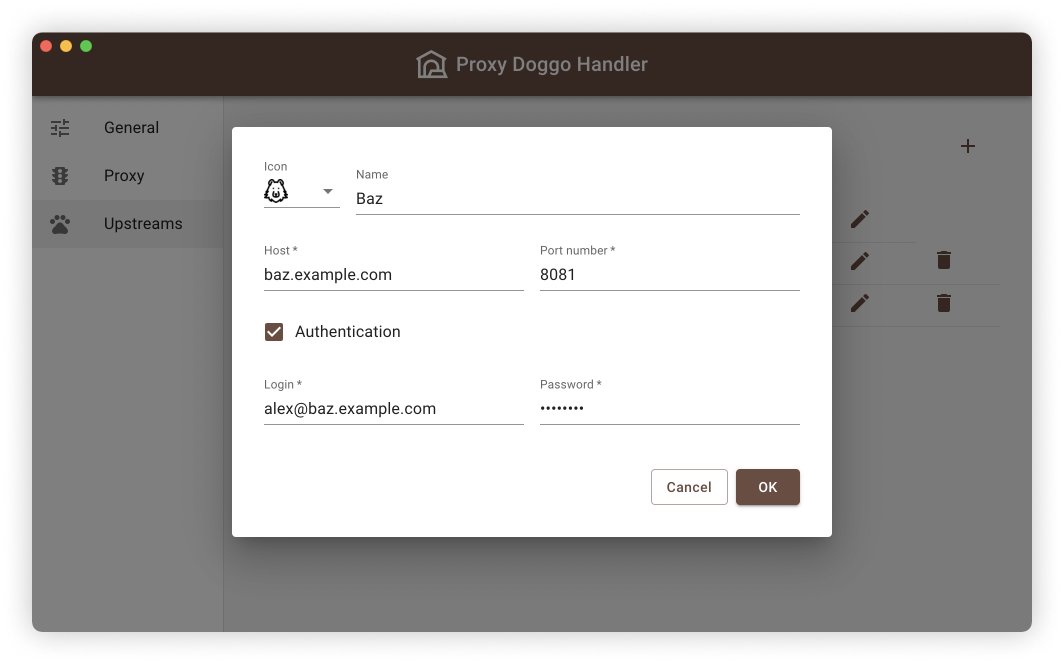 Proxy Doggo Handler
General
Proxy
Upstreams
Icon
Name
Baz
Host *
Port number *
baz.example.com
8081
Authentication
Login *
Password *
alex@baz.example.com
••••••••
Cancel
OK